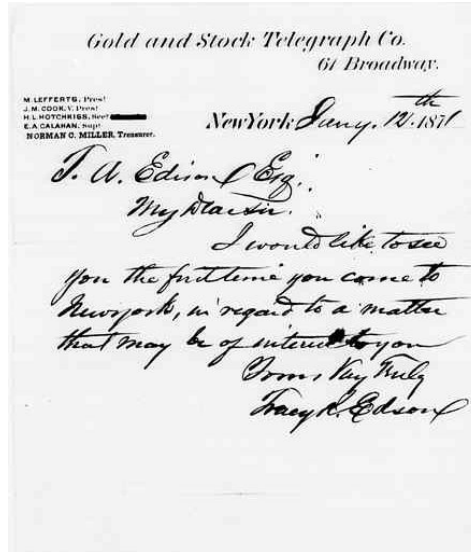 Gold and Stock Telegraph Co.
61 Broadway.
M. LEFFERTS, Prest
J. M. COOK, V. Prest
H. L. HOTCHKISS, Secy
E. A. CALAHAN, Supt
NORMAN C. MILLER, Treasurer.
New York Jany. 12th 1871
T. A. Edison Esq.
My Dear Sir.
I would like to see
you the first time you come to
New york, in regard to a matter
that may be of interest to you
Yours Very Truly
Tracy R. Edson